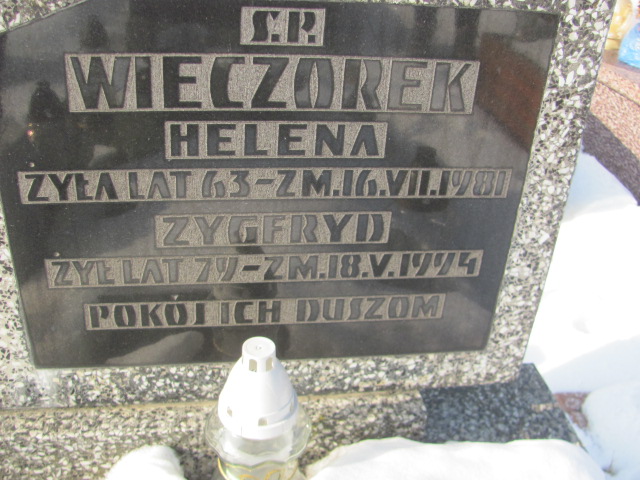 Ś.P.
WIECZOREK
HELENA
ŻYŁA LAT 63-ZM.16.VII.1981
ZYGFRYD
ŻYŁ LAT 79-ZM.18.V.1994
POKÓJ ICH DUSZOM